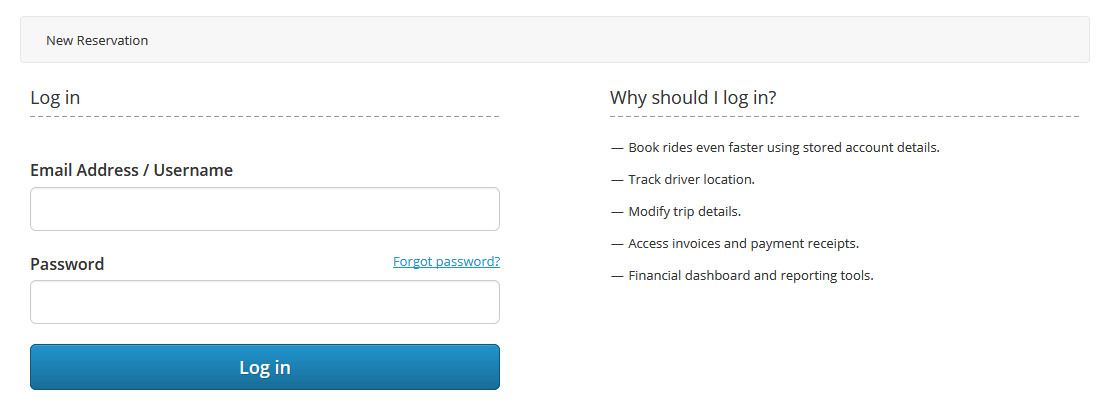 New Reservation
Log in
Email Address / Username
Password
Forgot password?
Log in
Why should I log in?
— Book rides even faster using stored account details.
— Track driver location.
— Modify trip details.
— Access invoices and payment receipts.
— Financial dashboard and reporting tools.